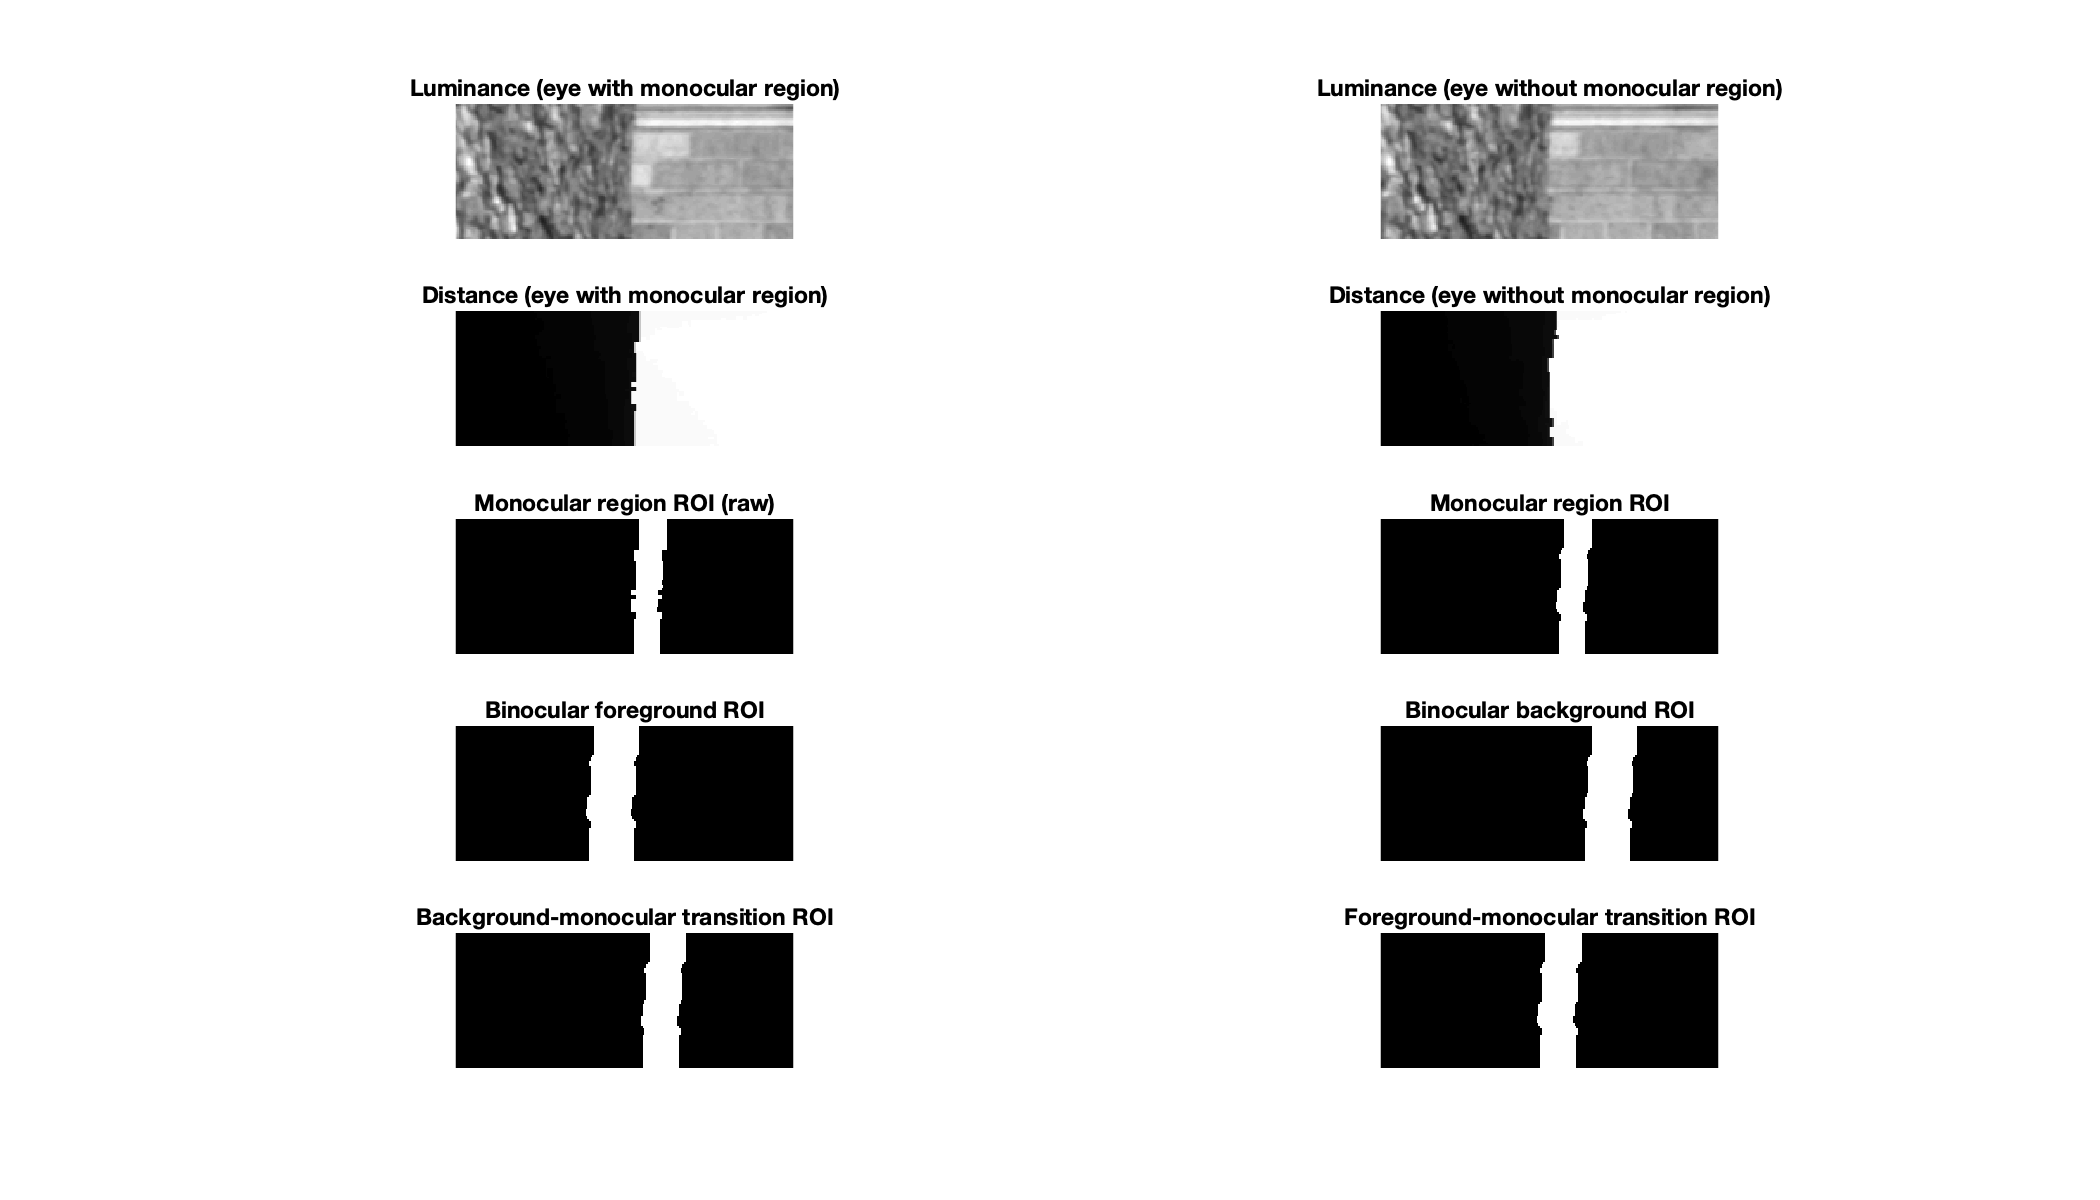 Luminance (eye with monocular region)
Luminance (eye without monocular region)
Distance (eye with monocular region)
Distance (eye without monocular region)
Monocular region ROI (raw)
Monocular region ROI
Binocular foreground ROI
Binocular background ROI
Background-monocular transition ROI
Foreground-monocular transition ROI